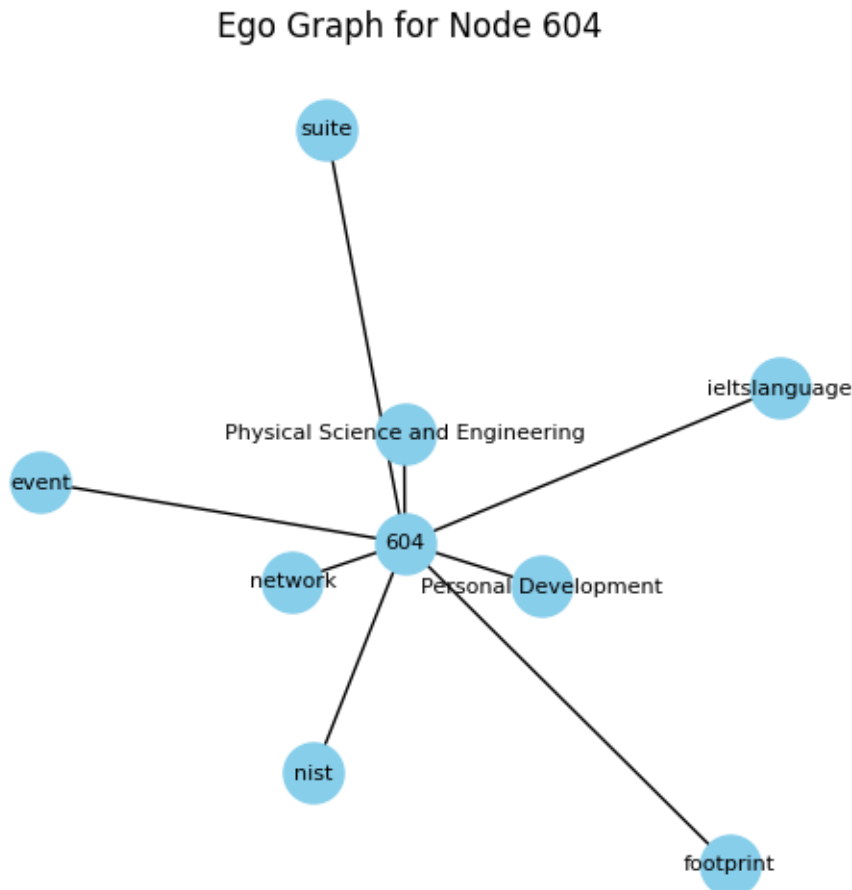 Ego Graph for Node 604
suite
ieltslanguage
Physical Science and Engineering
event
604
network
Personal Development
nist
footprint